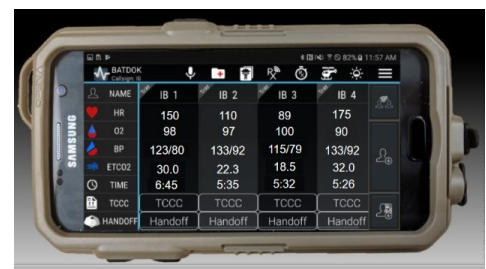 SAMSUNG
82% 11:57 AM
BATDOK
Callsign: IB
NAME IB 1 IB 2 IB 3 IB 4
HR 150 110 89 175
O2 98 97 100 90
BP 123/80 133/92 115/79 133/92
ETCO2 30.0 22.3 18.5 32.0
TIME 6:45 5:35 5:32 5:26
TCCC TCCC TCCC TCCC TCCC
HANDOFF Handoff Handoff Handoff Handoff